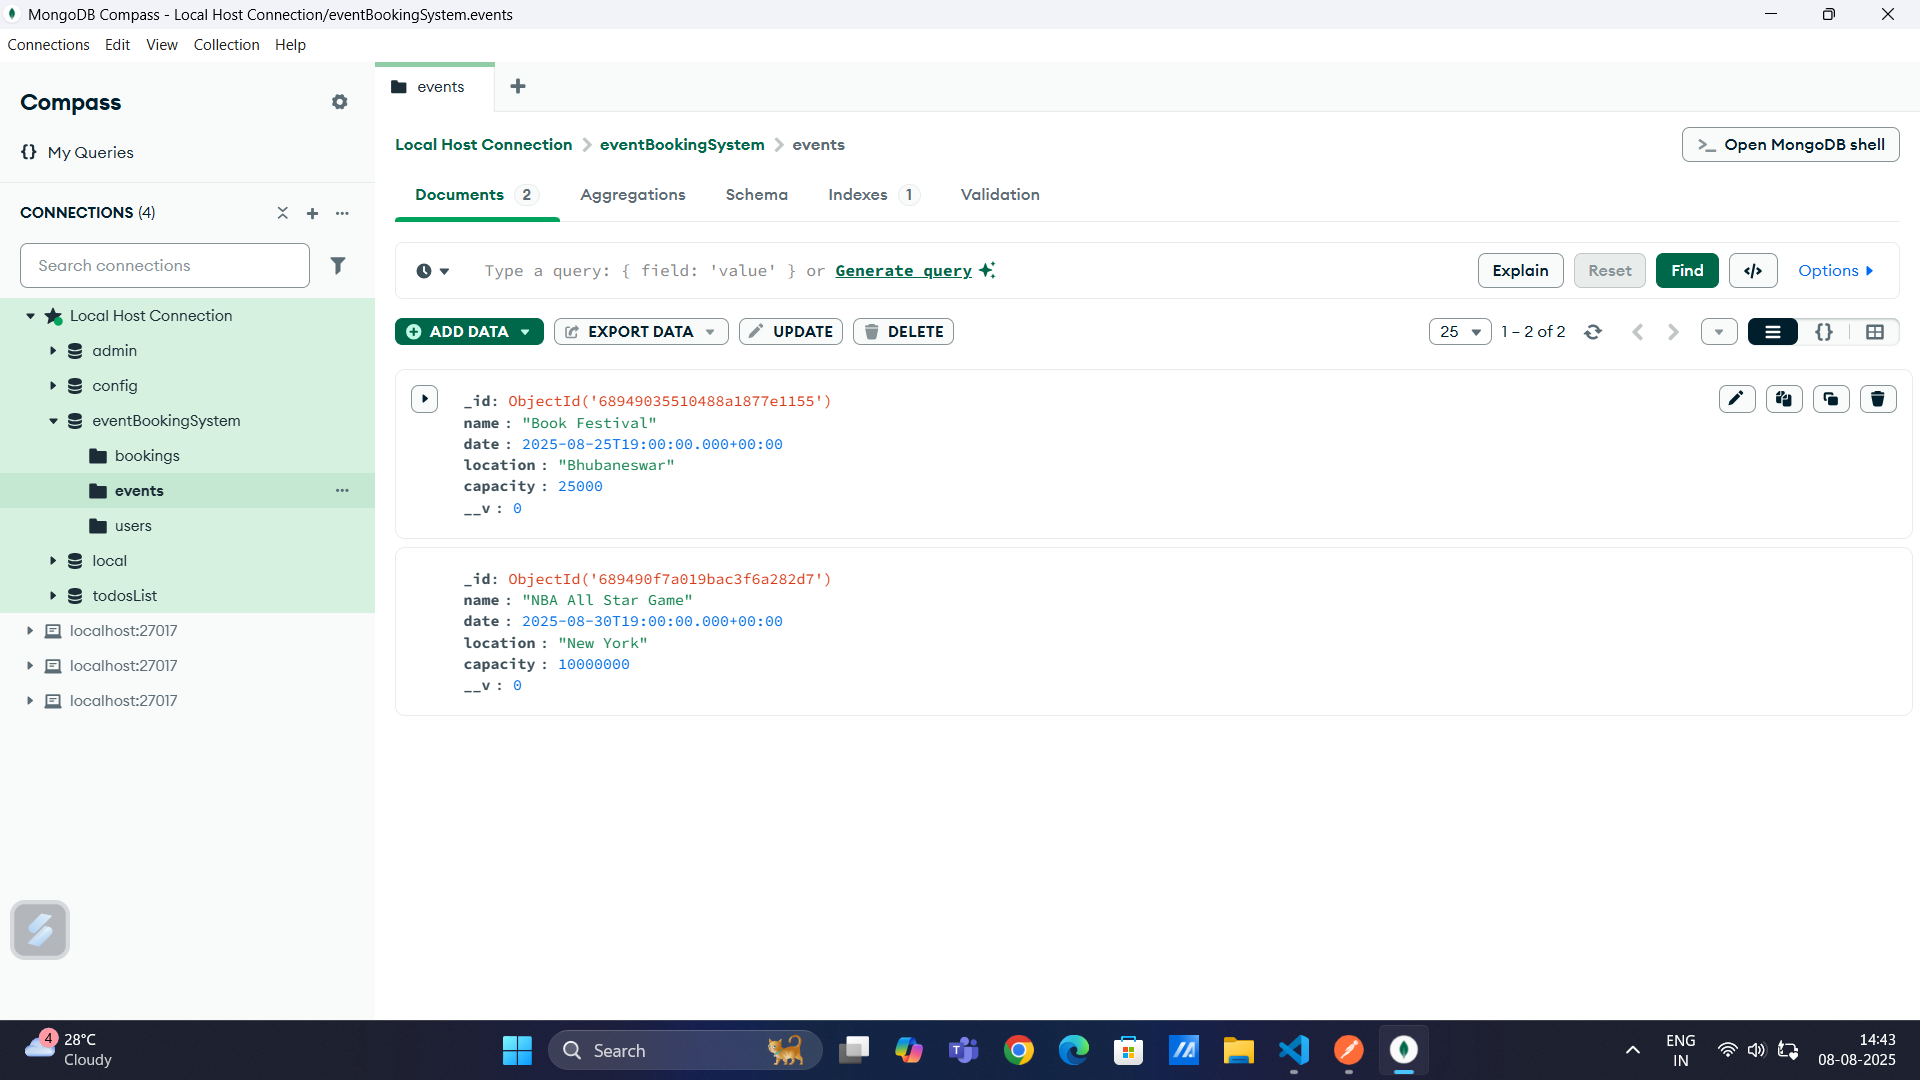 MongoDB Compass - Local Host Connection/eventBookingSystem.events
Connections Edit View Collection Help
Compass
{} My Queries
CONNECTIONS (4)
Search connections
Local Host Connection
admin
config
eventBookingSystem
bookings
events
users
local
todosList
localhost:27017
localhost:27017
localhost:27017
events
Local Host Connection > eventBookingSystem > events
>_ Open MongoDB shell
Documents 2 Aggregations Schema Indexes 1 Validation
Type a query: { field: 'value' } or Generate query
Explain Reset Find </> Options
ADD DATA EXPORT DATA UPDATE DELETE
25 1 – 2 of 2 {}
_id: ObjectId('68949035510488a1877e1155')
name : "Book Festival"
date : 2025-08-25T19:00:00.000+00:00
location : "Bhubaneswar"
capacity : 25000
__v : 0
_id: ObjectId('689490f7a019bac3f6a282d7')
name : "NBA All Star Game"
date : 2025-08-30T19:00:00.000+00:00
location : "New York"
capacity : 10000000
__v : 0
4
28°C
Cloudy
Search
ENG
IN
14:43
08-08-2025